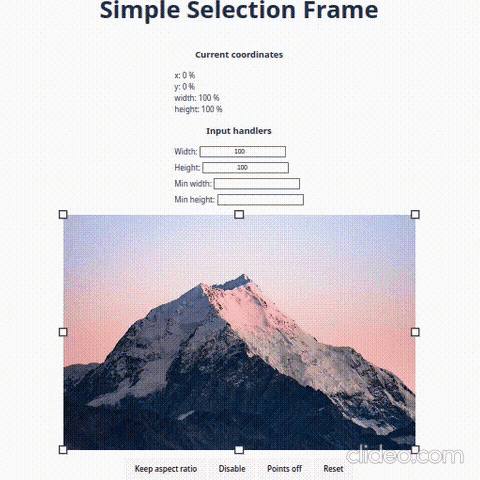 Simple Selection Frame
Current coordinates
x: 0 %
y: 0 %
width: 100 %
height: 100 %
Input handlers
Width: 100
Height: 100
Min width:
Min height:
clideo.com
Keep aspect ratio Disable Points off Reset